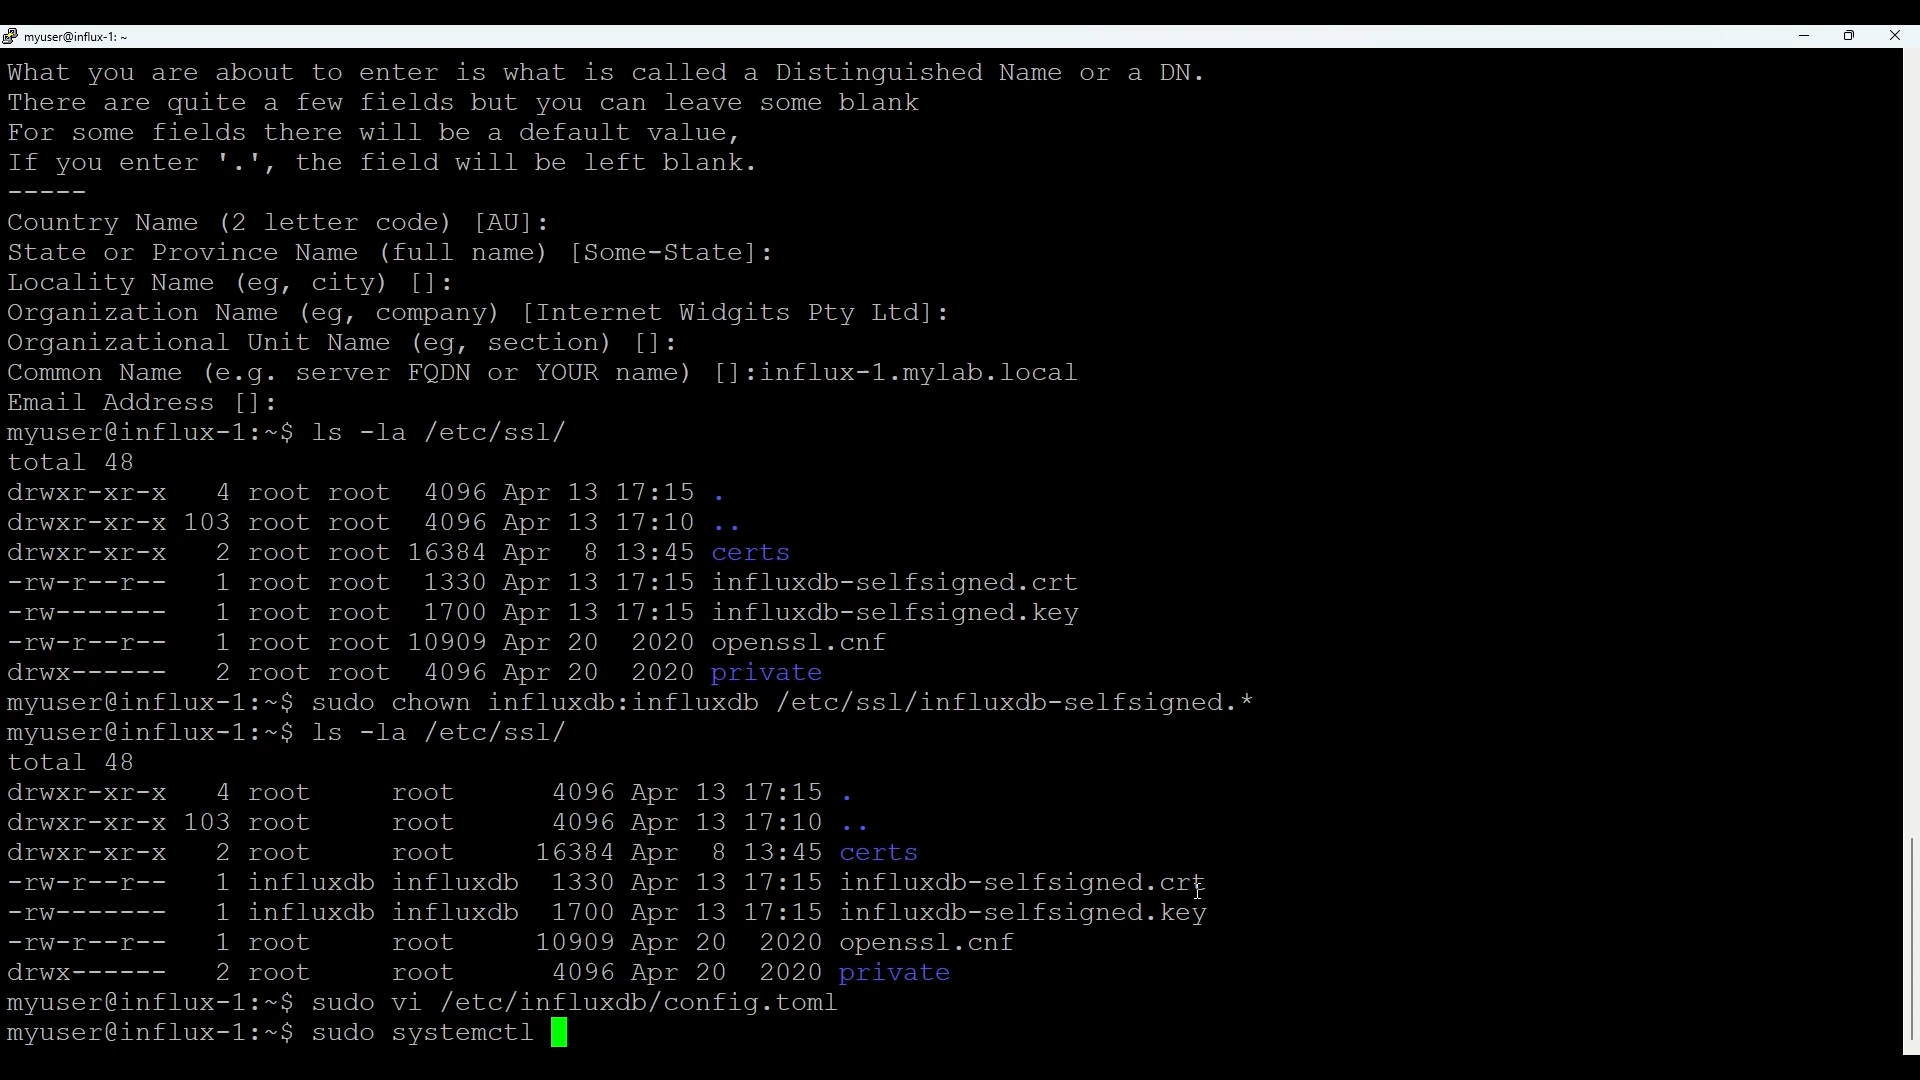 myuser@influx-1: ~
What you are about to enter is what is called a Distinguished Name or a DN.
There are quite a few fields but you can leave some blank
For some fields there will be a default value,
If you enter '.', the field will be left blank.
-----
Country Name (2 letter code) [AU]:
State or Province Name (full name) [Some-State]:
Locality Name (eg, city) []:
Organization Name (eg, company) [Internet Widgits Pty Ltd]:
Organizational Unit Name (eg, section) []:
Common Name (e.g. server FQDN or YOUR name) []:influx-1.mylab.local
Email Address []:
myuser@influx-1:~$ ls -la /etc/ssl/
total 48
drwxr-xr-x   4 root root  4096 Apr 13 17:15 .
drwxr-xr-x 103 root root  4096 Apr 13 17:10 ..
drwxr-xr-x   2 root root 16384 Apr  8 13:45 certs
-rw-r--r--   1 root root  1330 Apr 13 17:15 influxdb-selfsigned.crt
-rw-------   1 root root  1700 Apr 13 17:15 influxdb-selfsigned.key
-rw-r--r--   1 root root 10909 Apr 20  2020 openssl.cnf
drwx------   2 root root  4096 Apr 20  2020 private
myuser@influx-1:~$ sudo chown influxdb:influxdb /etc/ssl/influxdb-selfsigned.*
myuser@influx-1:~$ ls -la /etc/ssl/
total 48
drwxr-xr-x   4 root     root      4096 Apr 13 17:15 .
drwxr-xr-x 103 root     root      4096 Apr 13 17:10 ..
drwxr-xr-x   2 root     root     16384 Apr  8 13:45 certs
-rw-r--r--   1 influxdb influxdb  1330 Apr 13 17:15 influxdb-selfsigned.crt
-rw-------   1 influxdb influxdb  1700 Apr 13 17:15 influxdb-selfsigned.key
-rw-r--r--   1 root     root     10909 Apr 20  2020 openssl.cnf
drwx------   2 root     root      4096 Apr 20  2020 private
myuser@influx-1:~$ sudo vi /etc/influxdb/config.toml
myuser@influx-1:~$ sudo systemctl